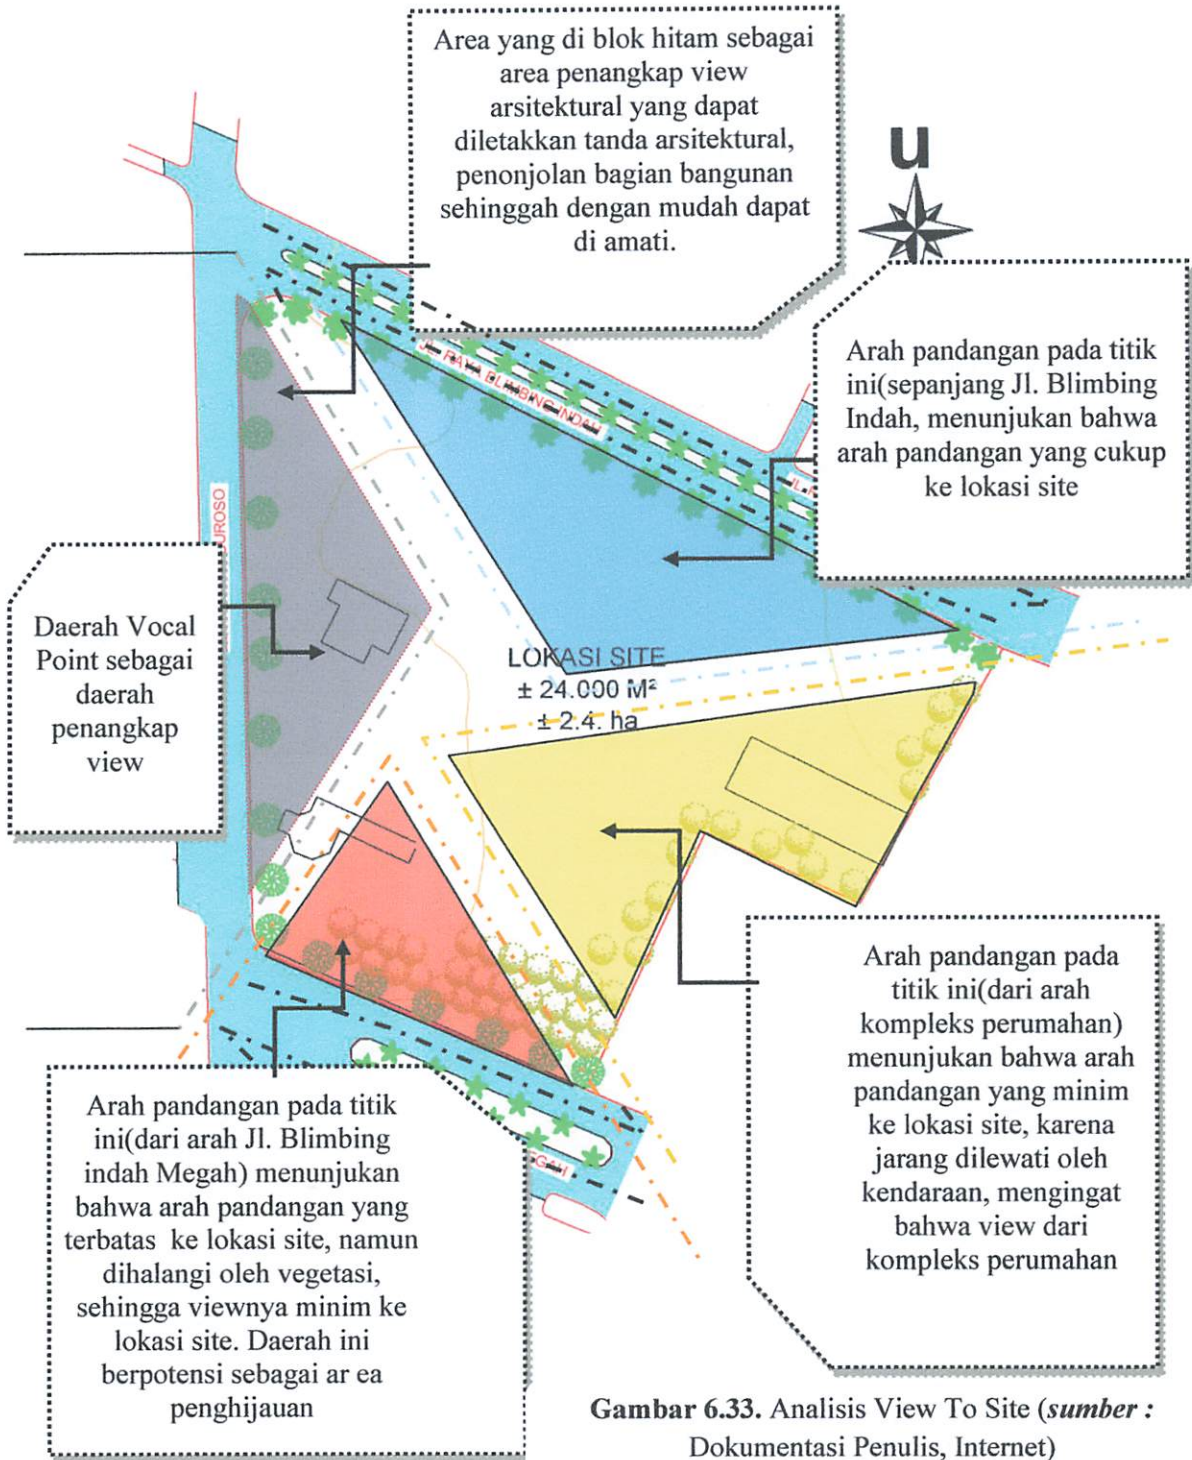 Area yang di blok hitam sebagai
area penangkap view
arsitektural yang dapat
diletakkan tanda arsitektural,
penonjolan bagian bangunan
sehinggah dengan mudah dapat
di amati.
u
Arah pandangan pada titik
ini(sepanjang Jl. Blimbing
Indah, menunjukan bahwa
arah pandangan yang cukup
ke lokasi site
JL. RAYA BLIMBING INDAH
UROSO
Daerah Vocal
Point sebagai
daerah
penangkap
view
LOKASI SITE
± 24.000 M²
± 2.4. ha
Arah pandangan pada
titik ini(dari arah
kompleks perumahan)
menunjukan bahwa arah
pandangan yang minim
ke lokasi site, karena
jarang dilewati oleh
kendaraan, mengingat
bahwa view dari
kompleks perumahan
Arah pandangan pada titik
ini(dari arah Jl. Blimbing
indah Megah) menunjukan
bahwa arah pandangan yang
terbatas ke lokasi site, namun
dihalangi oleh vegetasi,
sehingga viewnya minim ke
lokasi site. Daerah ini
berpotensi sebagai ar ea
penghijauan
Gambar 6.33. Analisis View To Site (sumber :
Dokumentasi Penulis, Internet)